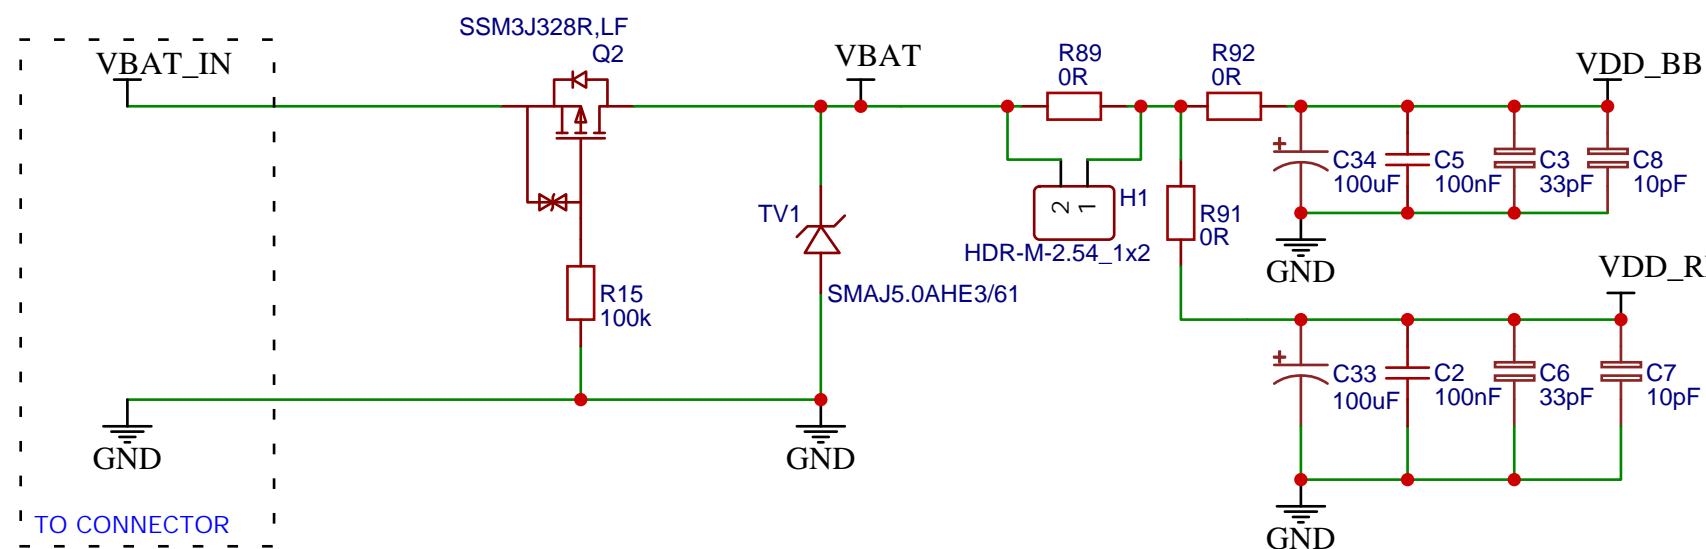 SSM3J328R,LF
Q2
VBAT_IN
VBAT
R89
0R
R92
0R
VDD_BB
C34
100uF
C5
100nF
C3
33pF
C8
10pF
2 1
H1
HDR-M-2.54_1x2
TV1
SMAJ5.0AHE3/61
R91
0R
GND
VDD_R
R15
100k
C33
100uF
C2
100nF
C6
33pF
C7
10pF
GND
GND
GND
TO CONNECTOR